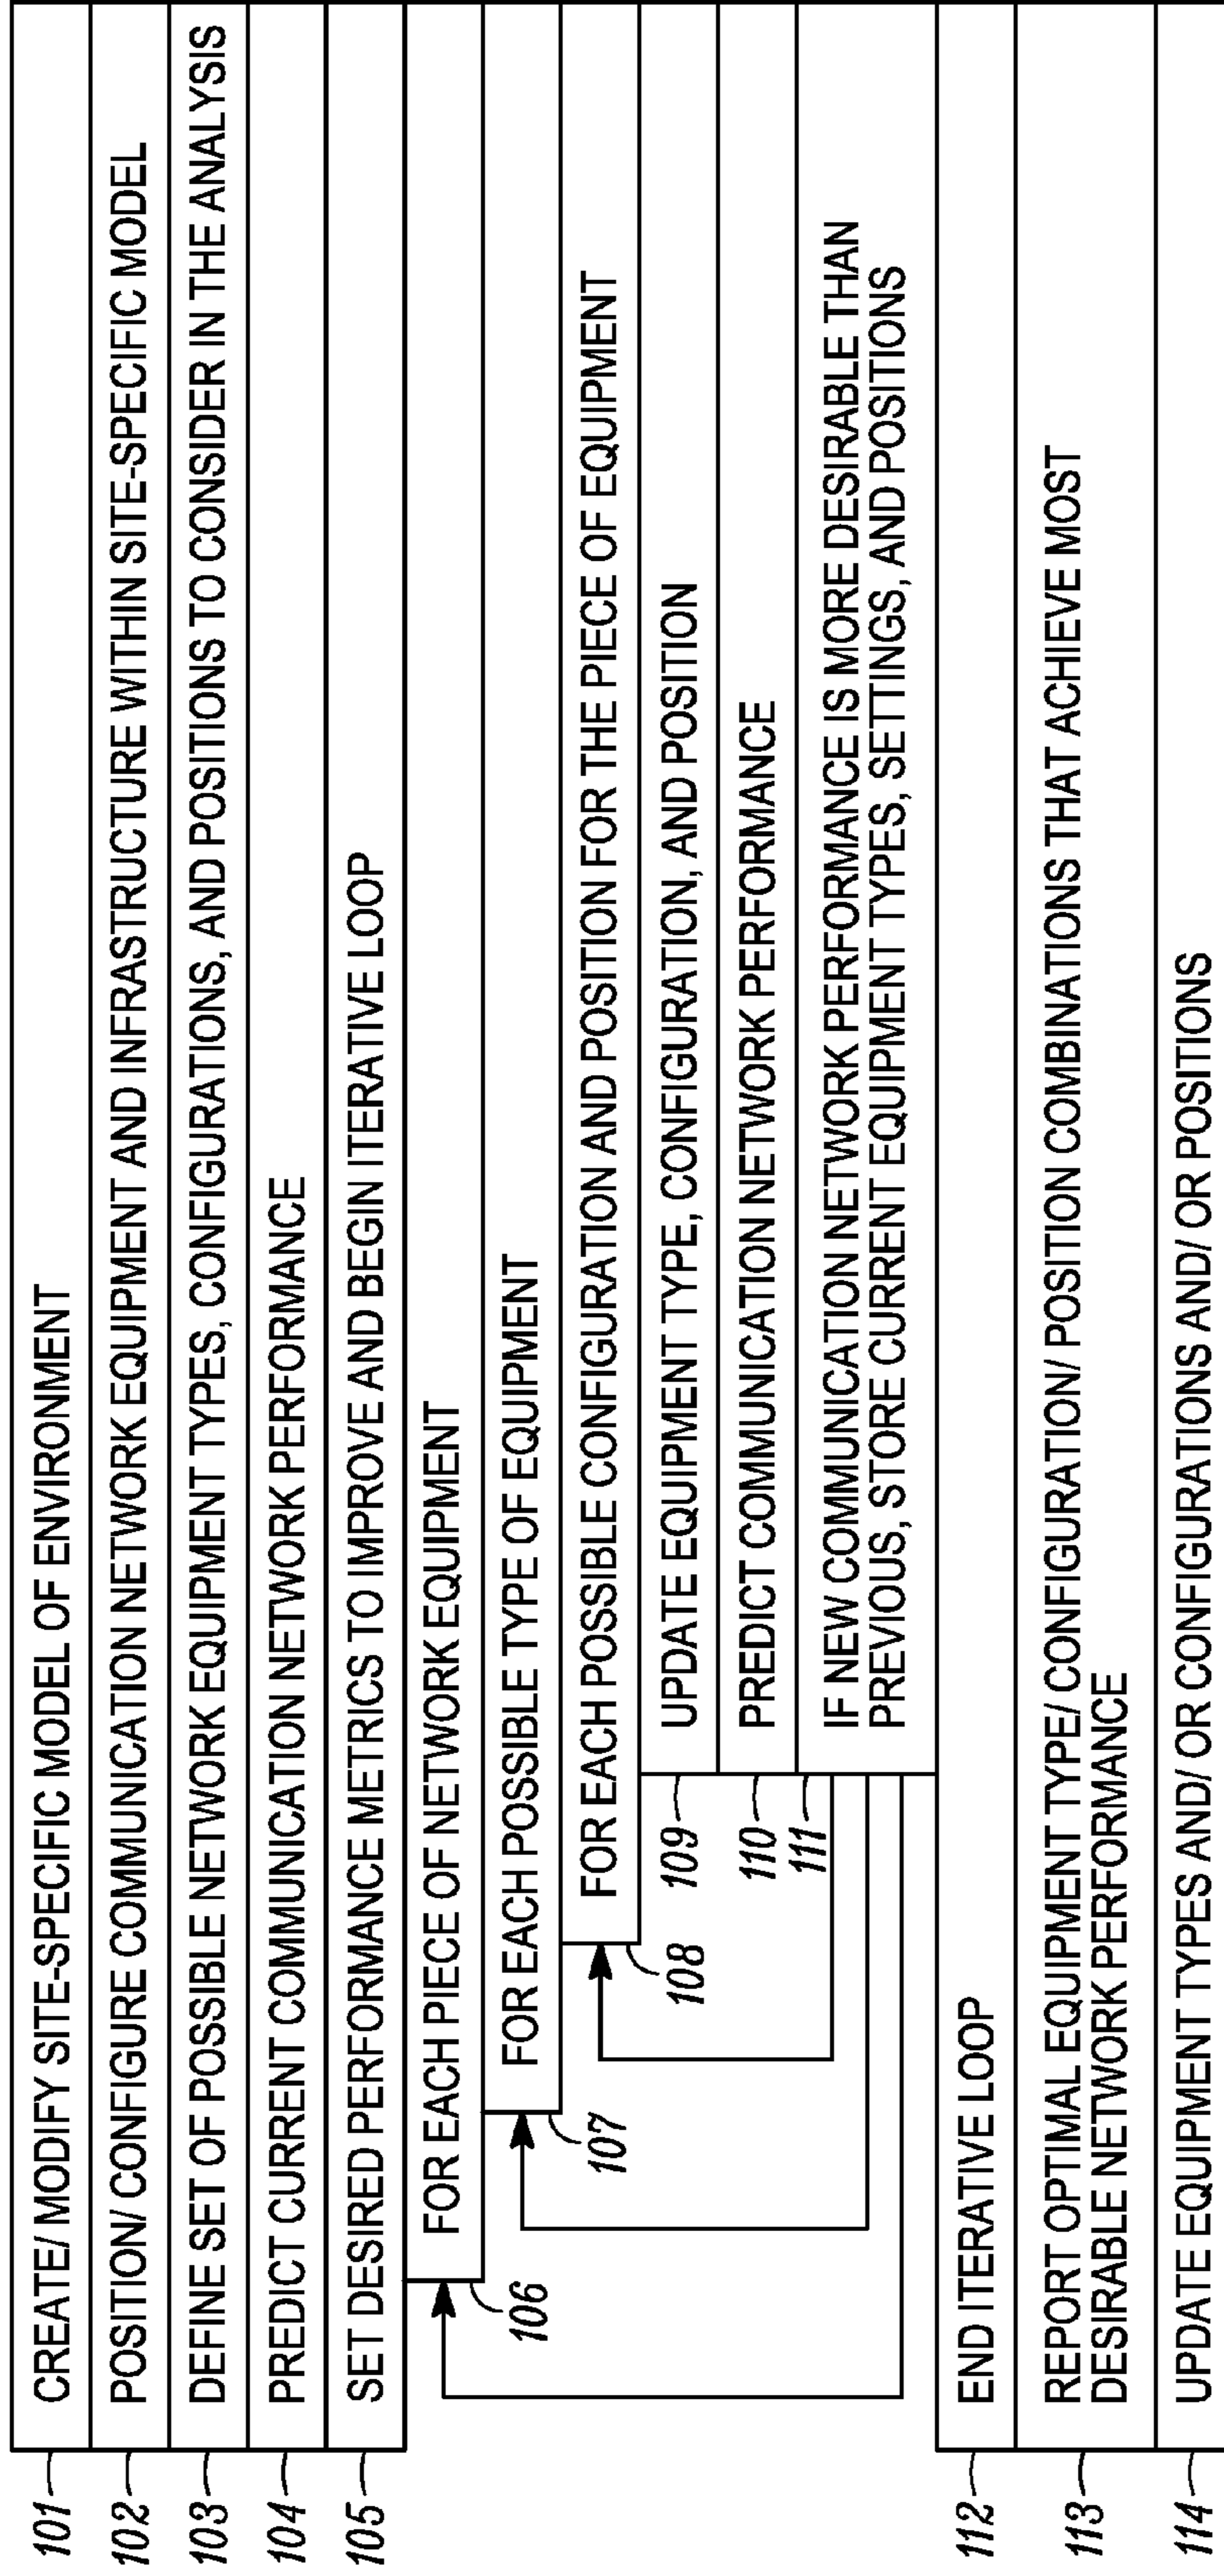 101 CREATE/ MODIFY SITE-SPECIFIC MODEL OF ENVIRONMENT
102 POSITION/ CONFIGURE COMMUNICATION NETWORK EQUIPMENT AND INFRASTRUCTURE WITHIN SITE-SPECIFIC MODEL
103 DEFINE SET OF POSSIBLE NETWORK EQUIPMENT TYPES, CONFIGURATIONS, AND POSITIONS TO CONSIDER IN THE ANALYSIS
104 PREDICT CURRENT COMMUNICATION NETWORK PERFORMANCE
105 SET DESIRED PERFORMANCE METRICS TO IMPROVE AND BEGIN ITERATIVE LOOP
FOR EACH PIECE OF NETWORK EQUIPMENT
106
FOR EACH POSSIBLE TYPE OF EQUIPMENT
107
FOR EACH POSSIBLE CONFIGURATION AND POSITION FOR THE PIECE OF EQUIPMENT
108
109 UPDATE EQUIPMENT TYPE, CONFIGURATION, AND POSITION
110 PREDICT COMMUNICATION NETWORK PERFORMANCE
111 IF NEW COMMUNICATION NETWORK PERFORMANCE IS MORE DESIRABLE THAN
PREVIOUS, STORE CURRENT EQUIPMENT TYPES, SETTINGS, AND POSITIONS
112 END ITERATIVE LOOP
113 REPORT OPTIMAL EQUIPMENT TYPE/ CONFIGURATION/ POSITION COMBINATIONS THAT ACHIEVE MOST
DESIRABLE NETWORK PERFORMANCE
114 UPDATE EQUIPMENT TYPES AND/ OR CONFIGURATIONS AND/ OR POSITIONS